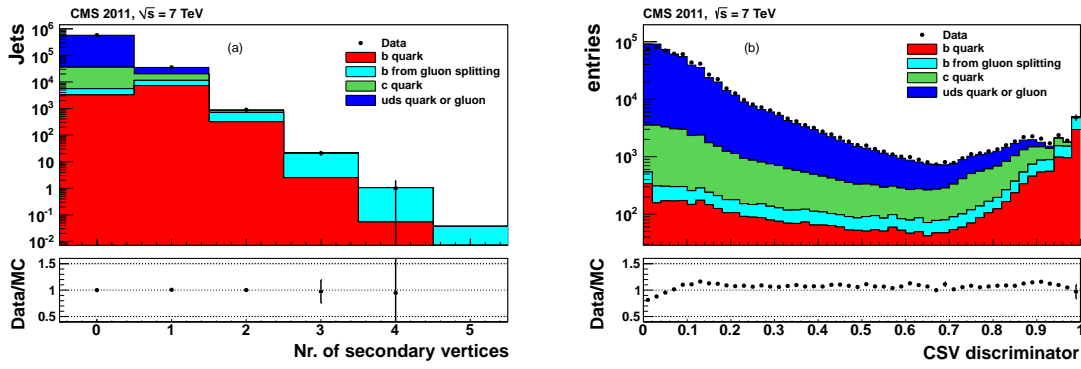 CMS 2011, √s = 7 TeV
Jets
10^6
10^5
10^4
10^3
10^2
10
1
10^-1
10^-2
(a)
Data
b quark
b from gluon splitting
c quark
uds quark or gluon
Data/MC
1.5
1
0.5
0 1 2 3 4 5
Nr. of secondary vertices
CMS 2011, √s = 7 TeV
entries
10^5
10^4
10^3
10^2
(b)
Data
b quark
b from gluon splitting
c quark
uds quark or gluon
Data/MC
1.5
1
0.5
0 0.1 0.2 0.3 0.4 0.5 0.6 0.7 0.8 0.9 1
CSV discriminator